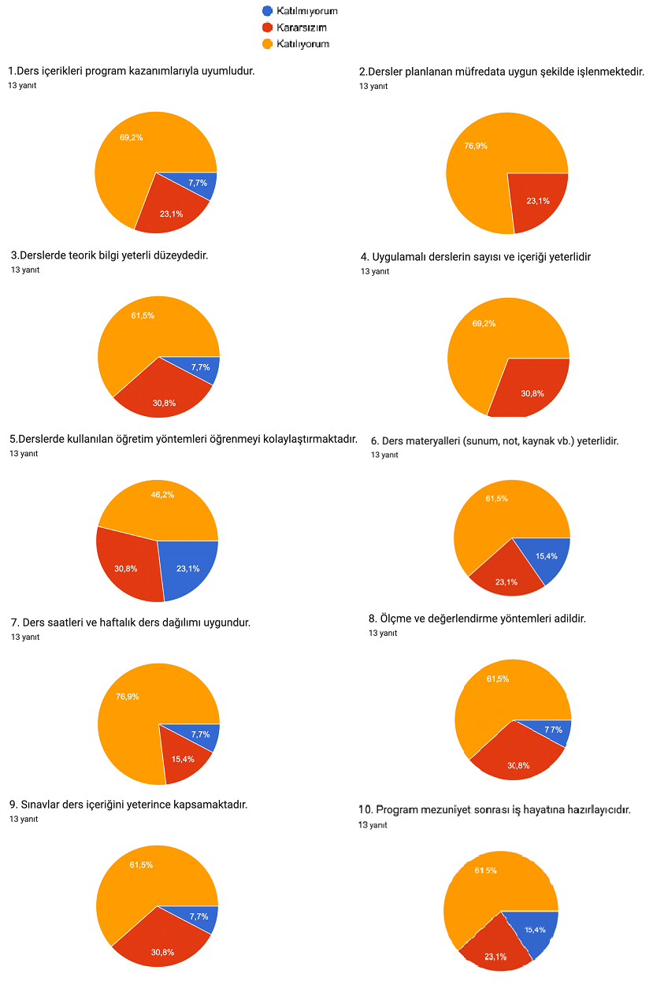 Katılmıyorum
Kararsızım
Katılıyorum
1.Ders içerikleri program kazanımlarıyla uyumludur.
13 yanıt
69,2%
7,7%
23,1%
2.Dersler planlanan müfredata uygun şekilde işlenmektedir.
13 yanıt
76,9%
23,1%
3.Derslerde teorik bilgi yeterli düzeydedir.
13 yanıt
61,5%
7,7%
30,8%
4. Uygulamalı derslerin sayısı ve içeriği yeterlidir
13 yanıt
69,2%
30,8%
5.Derslerde kullanılan öğretim yöntemleri öğrenmeyi kolaylaştırmaktadır.
13 yanıt
46,2%
30,8%
23,1%
6. Ders materyalleri (sunum, not, kaynak vb.) yeterlidir.
13 yanıt
61,5%
15,4%
23,1%
7. Ders saatleri ve haftalık ders dağılımı uygundur.
13 yanıt
76,9%
7,7%
15,4%
8. Ölçme ve değerlendirme yöntemleri adildir.
13 yanıt
61,5%
7,7%
30,8%
9. Sınavlar ders içeriğini yeterince kapsamaktadır.
13 yanıt
61,5%
7,7%
30,8%
10. Program mezuniyet sonrası iş hayatına hazırlayıcıdır.
13 yanıt
61,5%
15,4%
23,1%